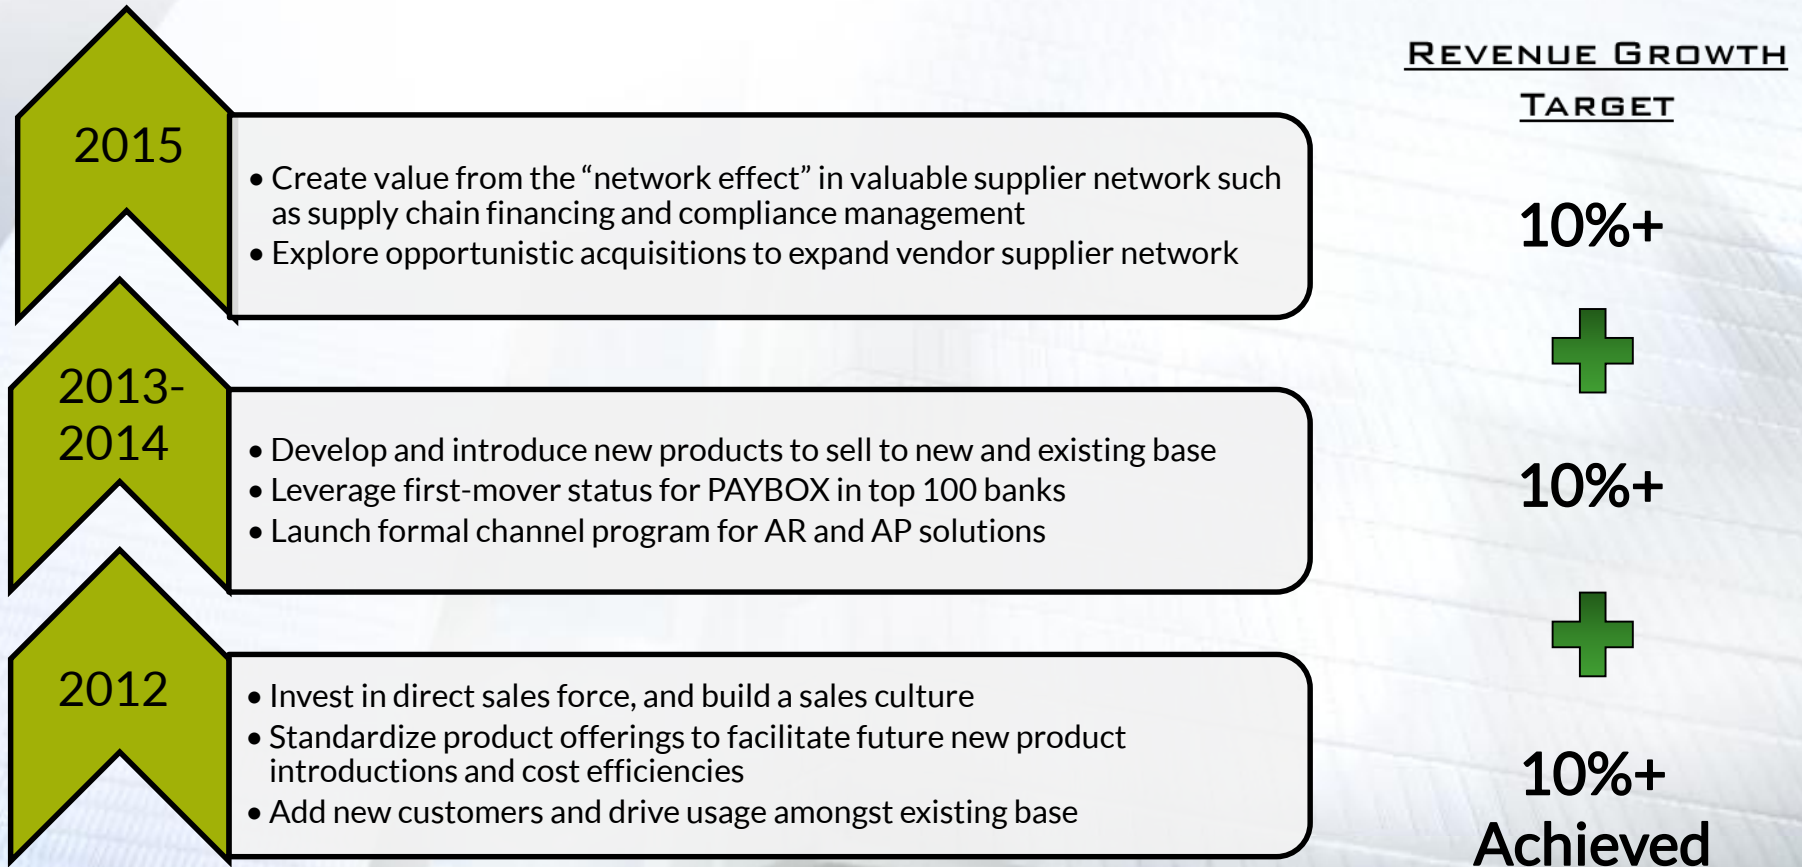 REVENUE GROWTH
TARGET
2015
• Create value from the “network effect” in valuable supplier network such
as supply chain financing and compliance management
• Explore opportunistic acquisitions to expand vendor supplier network
10%+
2013-
2014
• Develop and introduce new products to sell to new and existing base
• Leverage first-mover status for PAYBOX in top 100 banks
• Launch formal channel program for AR and AP solutions
10%+
2012
• Invest in direct sales force, and build a sales culture
• Standardize product offerings to facilitate future new product
introductions and cost efficiencies
• Add new customers and drive usage amongst existing base
10%+
Achieved